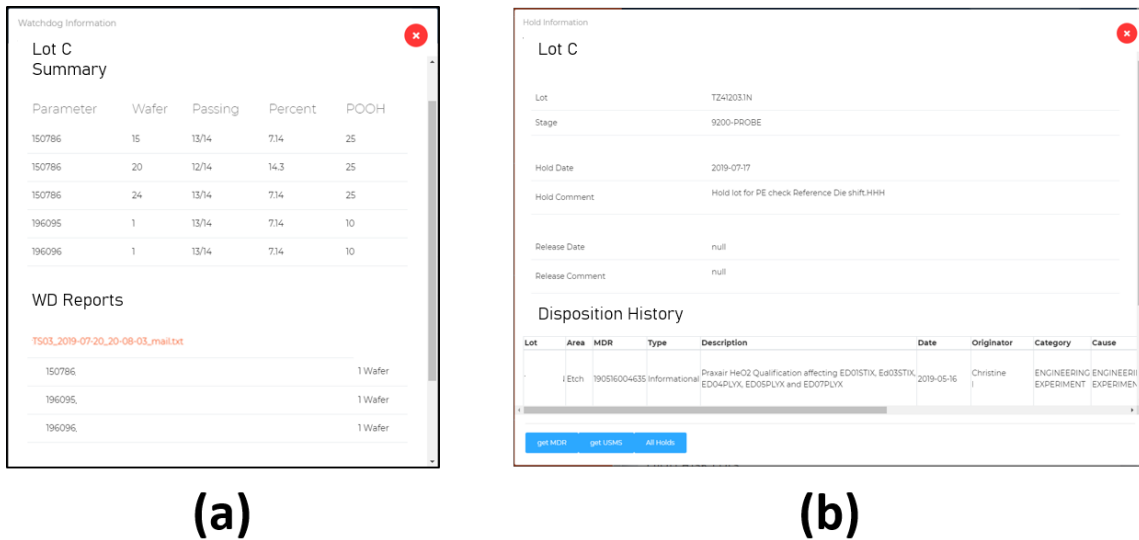 Watchdog Information
Lot C
Summary
Parameter Wafer Passing Percent POOH
150786 15 13/14 7.14 25
150786 20 12/14 14.3 25
150786 24 13/14 7.14 25
196095 1 13/14 7.14 10
196096 1 13/14 7.14 10
WD Reports
TS03_2019-07-20_20-08-03_mail.txt
150786, 1 Wafer
196095, 1 Wafer
196096, 1 Wafer
(a)
Hold Information
Lot C
Lot TZ41203.1N
Stage 9200-PROBE
Hold Date 2019-07-17
Hold Comment Hold lot for PE check Reference Die shift.HHH
Release Date null
Release Comment null
Disposition History
Lot Area MDR Type Description Date Originator Category Cause
Etch 190516004635 Informational Praxair HeO2 Qualification affecting ED01STIX, Ed03STIX, 2019-05-16 Christine ENGINEERING ENGINEERI
ED04PLYX, ED05PLYX and ED07PLYX EXPERIMENT EXPERIMEN
get MDR get USMS All Holds
(b)